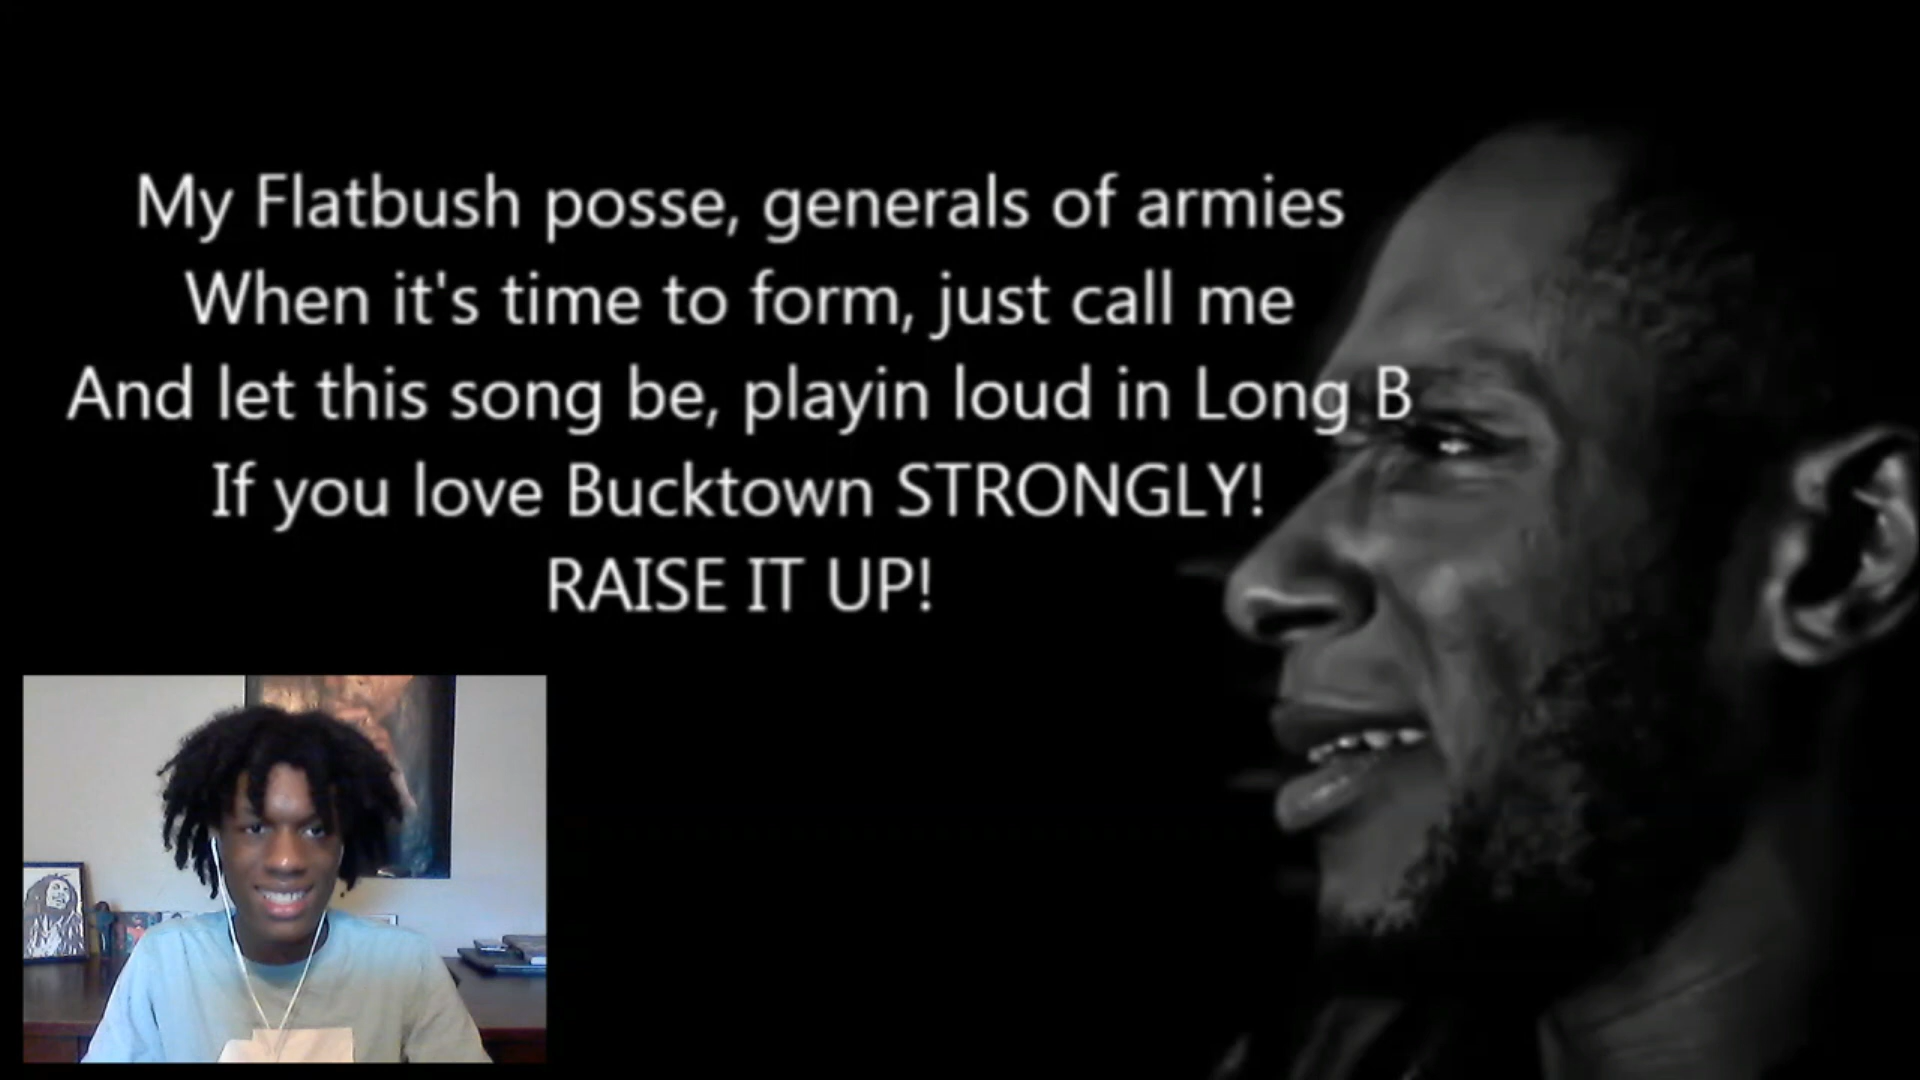 My Flatbush posse, generals of armies
When it's time to form, just call me
And let this song be, playin loud in Long B
If you love Bucktown STRONGLY!
RAISE IT UP!